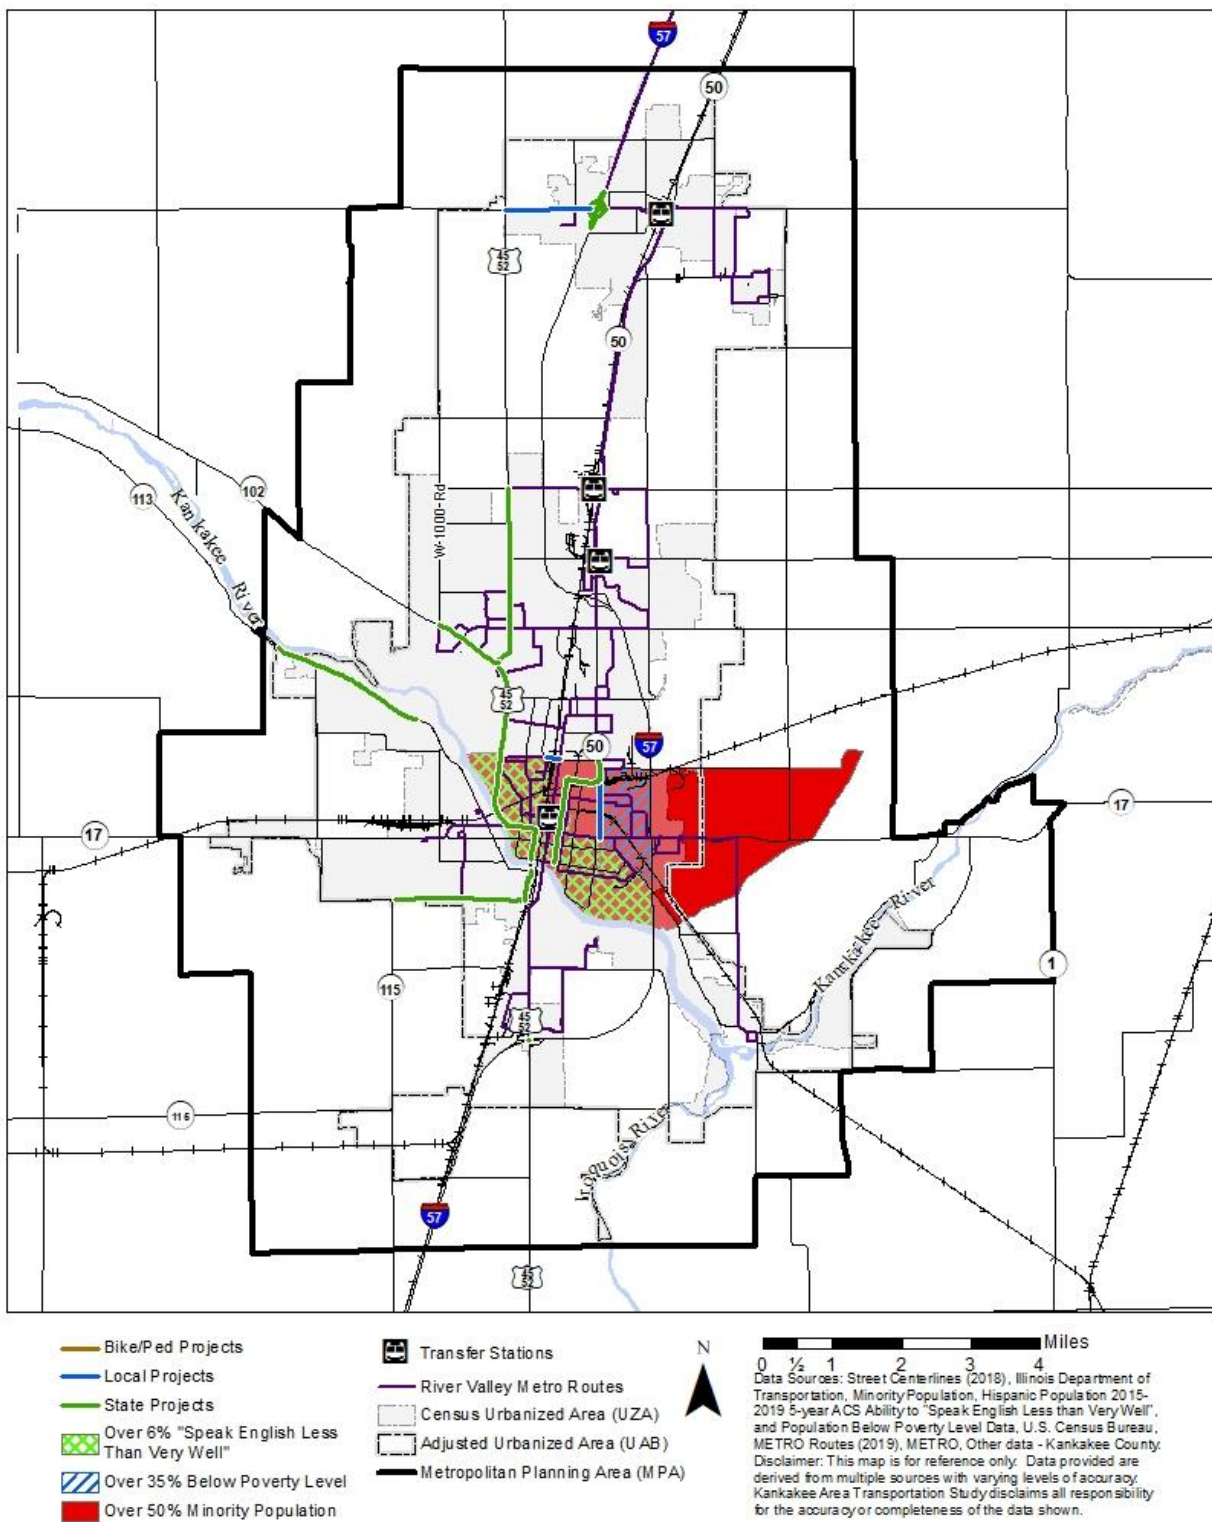 57
50
45
52
50
W-1000-Rd
102
113
Kankakee River
45
52
50
57
17
17
Kankakee River
1
115
45
52
116
Iroquois River
57
45
52
Bike/Ped Projects
Local Projects
State Projects
Over 6% "Speak English Less
Than Very Well"
Over 35% Below Poverty Level
Over 50% Minority Population
Transfer Stations
River Valley Metro Routes
Census Urbanized Area (UZA)
Adjusted Urbanized Area (UAB)
Metropolitan Planning Area (MPA)
N
Miles
0 ½ 1 2 3 4
Data Sources: Street Centerlines (2018), Illinois Department of
Transportation, Minority Population, Hispanic Population 2015-
2019 5-year ACS Ability to "Speak English Less than Very Well",
and Population Below Poverty Level Data, U.S. Census Bureau,
METRO Routes (2019), METRO, Other data - Kankakee County.
Disclaimer: This map is for reference only. Data provided are
derived from multiple sources with varying levels of accuracy.
Kankakee Area Transportation Study disclaims all responsibility
for the accuracy or completeness of the data shown.